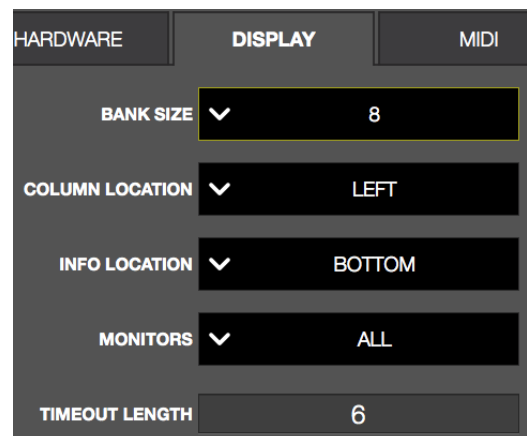 HARDWARE DISPLAY MIDI
BANK SIZE 8
COLUMN LOCATION LEFT
INFO LOCATION BOTTOM
MONITORS ALL
TIMEOUT LENGTH 6